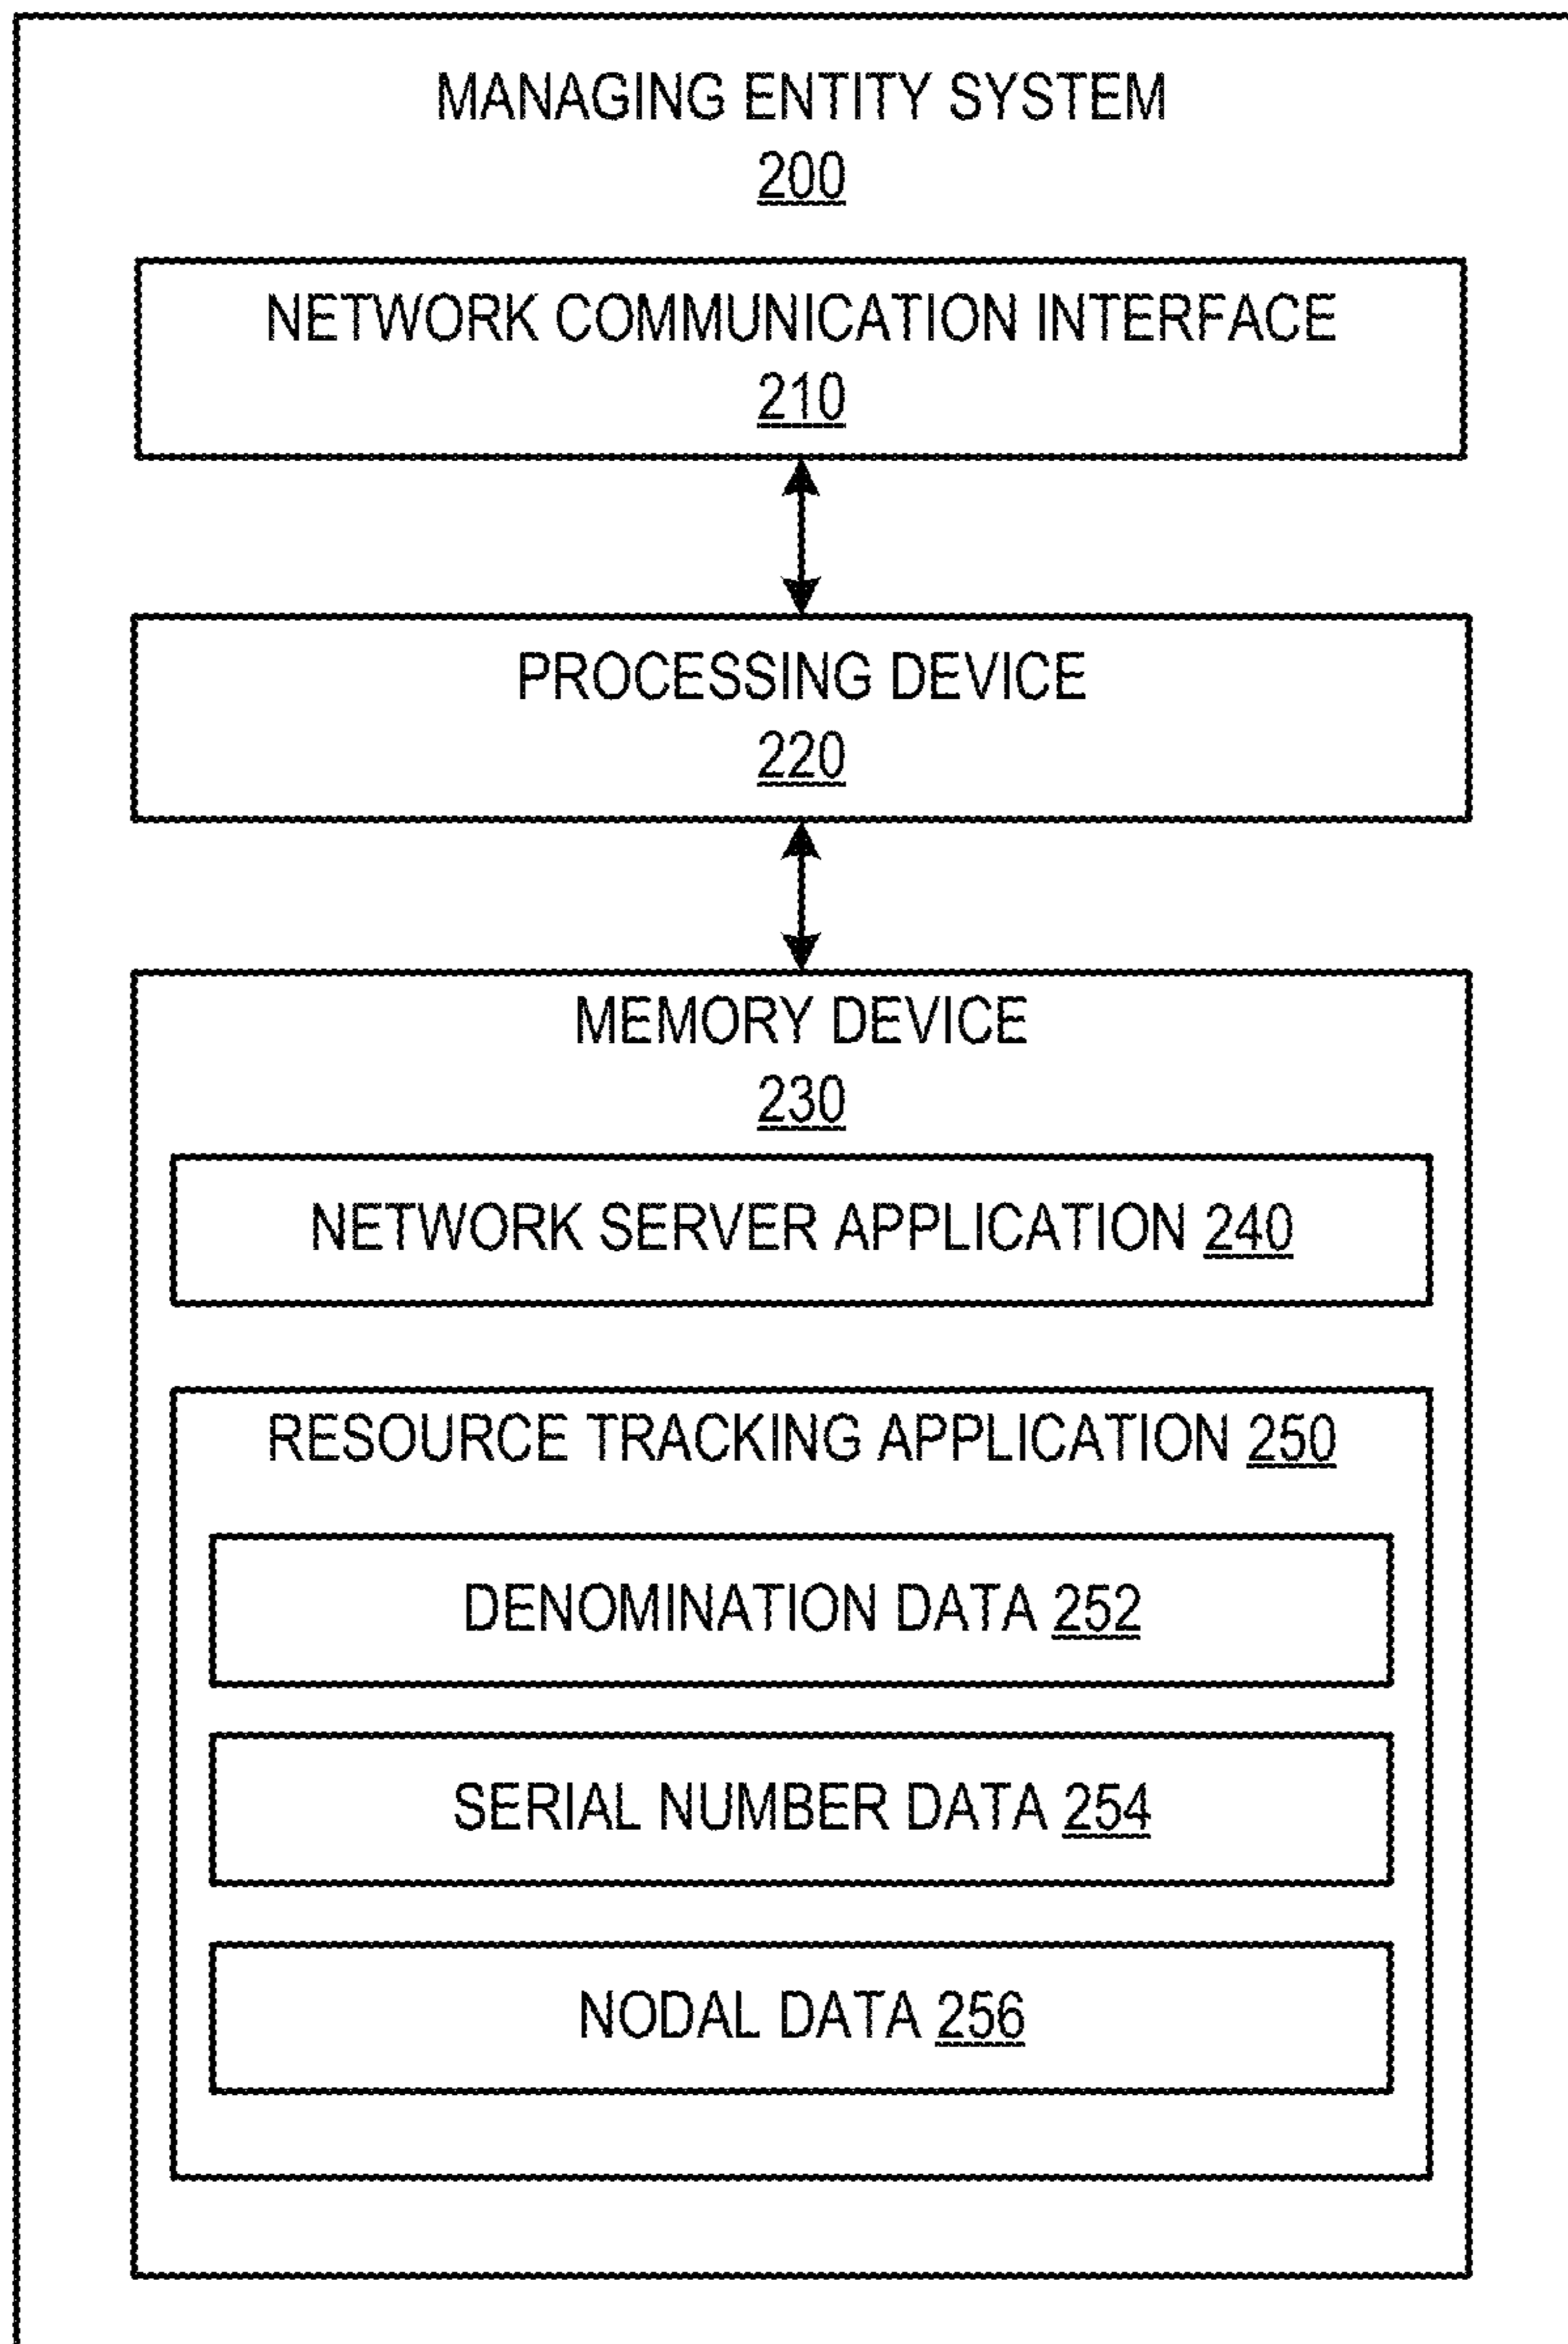 MANAGING ENTITY SYSTEM
200
NETWORK COMMUNICATION INTERFACE
210
PROCESSING DEVICE
220
MEMORY DEVICE
230
NETWORK SERVER APPLICATION 240
RESOURCE TRACKING APPLICATION 250
DENOMINATION DATA 252
SERIAL NUMBER DATA 254
NODAL DATA 256